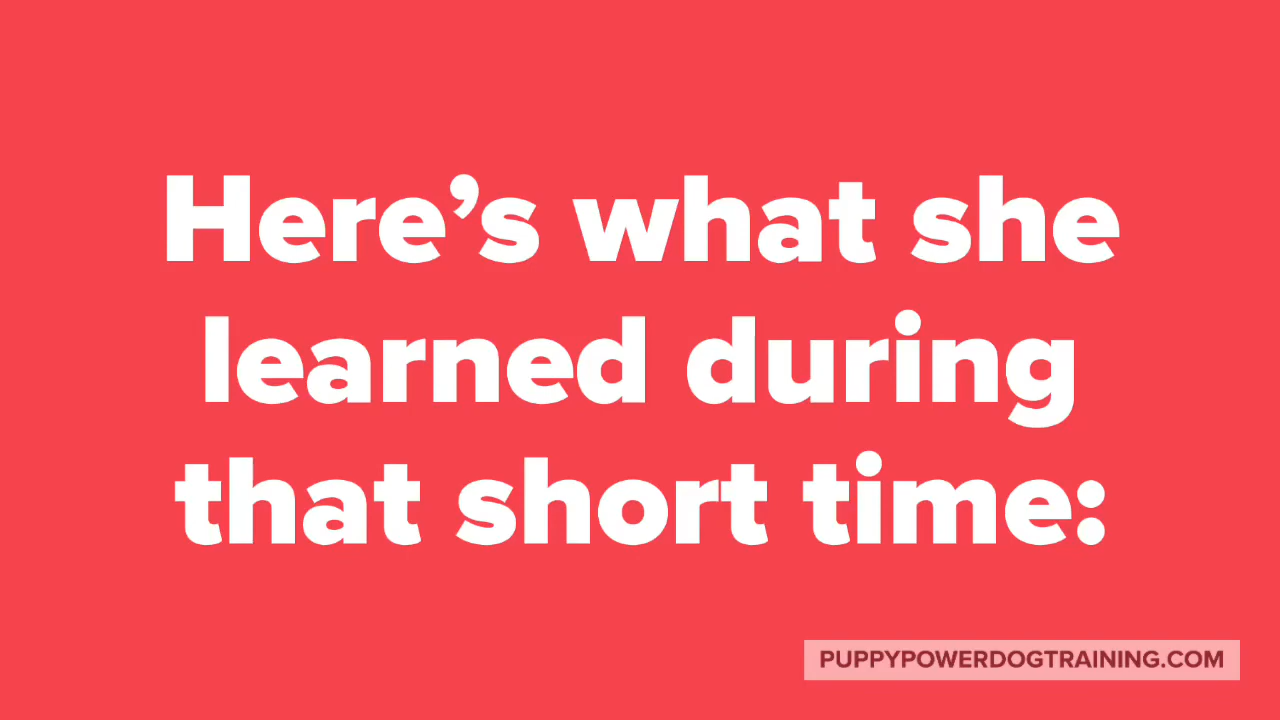 Here’s what she
learned during
that short time:
PUPPYPOWERDOGTRAINING.COM